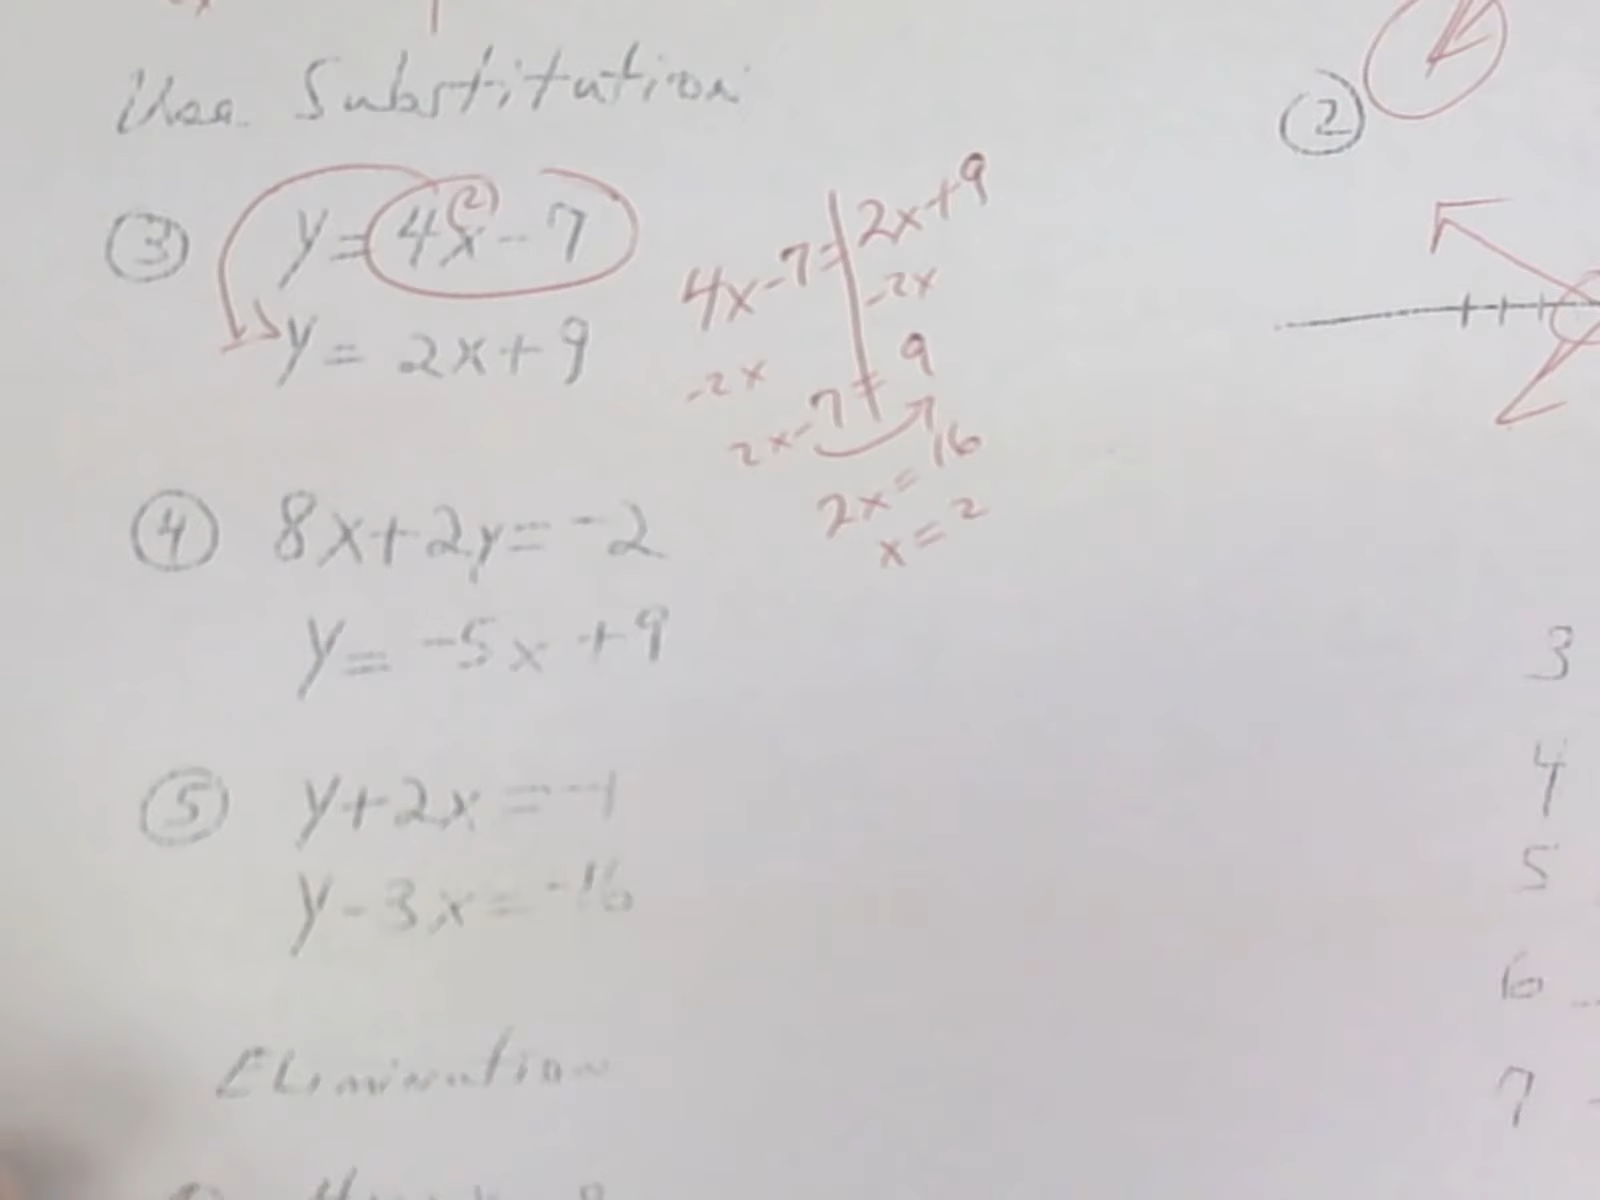 Use Substitution
③ y = 4x - 7
(2)
y = 2x + 9
4x - 7 = 2x + 9
-2x -2x
2x - 7 = 9
2x = 16
x = 2
④ 8x + 2y = -2
y = -5x + 9
⑤ y + 2x = -1
y - 3x = -16
Elimination
②
3
4
5
6
7